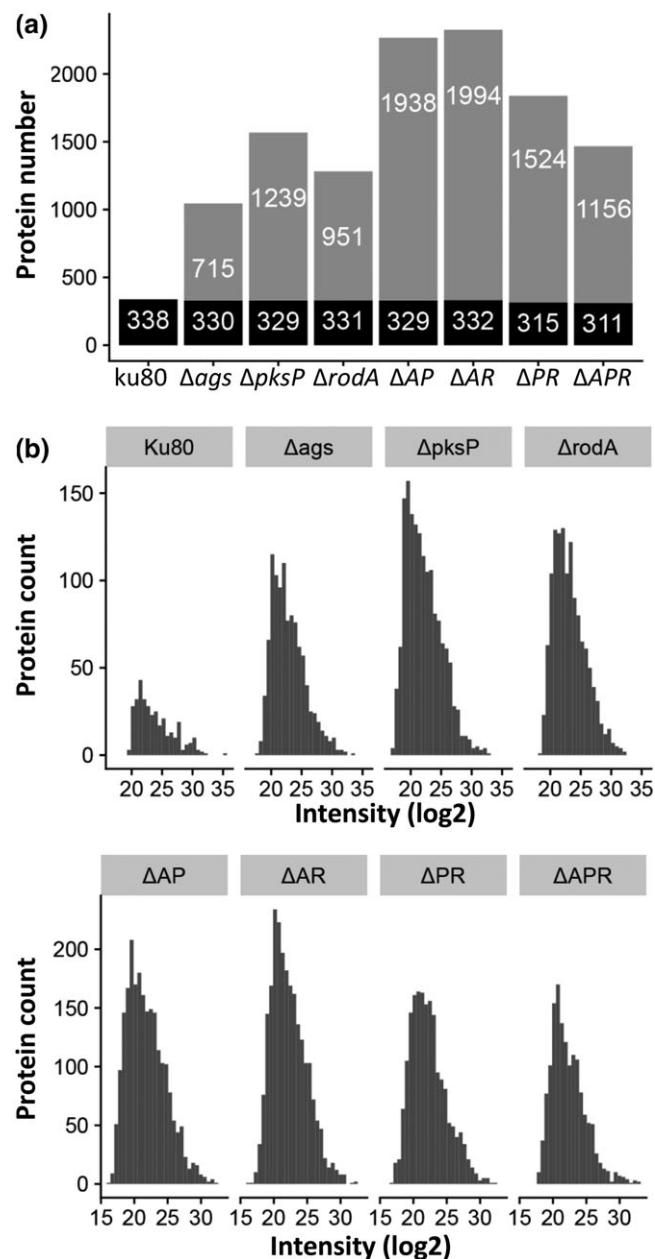 (a)
Protein number
2000
1500
1000
500
0
1938
1994
1524
1239
1156
951
715
338
330
329
331
329
332
315
311
ku80
Δags
ΔpksP
ΔrodA
ΔAP
ΔAR
ΔPR
ΔAPR
(b)
Ku80
Δags
ΔpksP
ΔrodA
Protein count
150
100
50
0
20 25 30 35
20 25 30 35
20 25 30 35
20 25 30 35
Intensity (log2)
ΔAP
ΔAR
ΔPR
ΔAPR
Protein count
200
150
100
50
0
15 20 25 30
15 20 25 30
15 20 25 30
15 20 25 30
Intensity (log2)